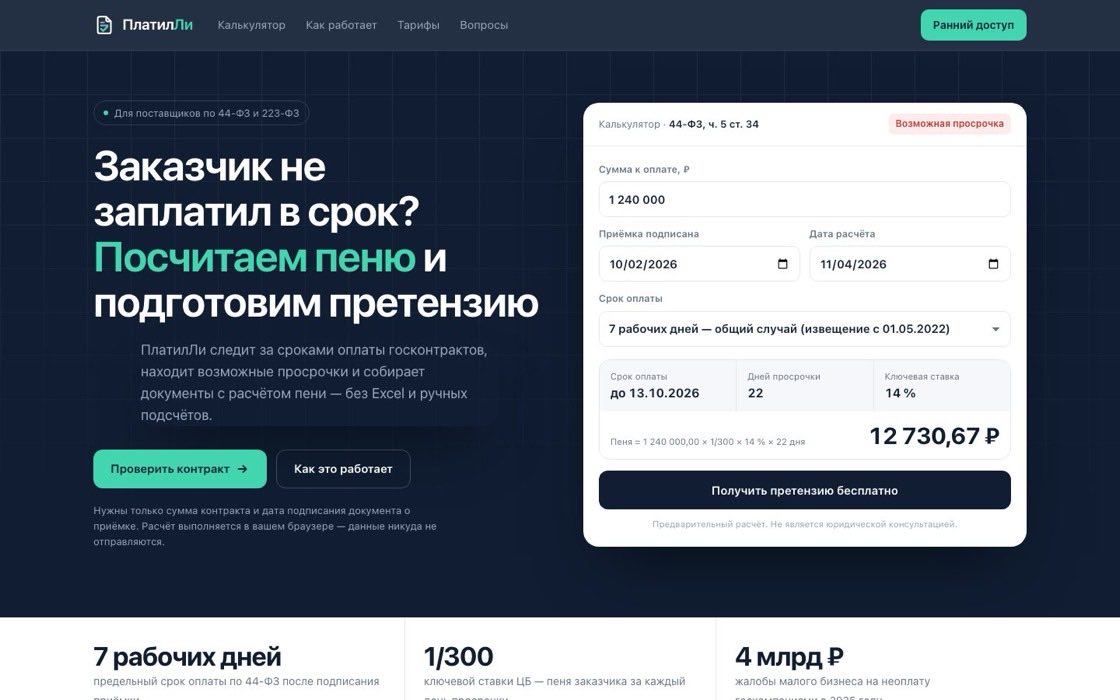 ПлатилЛи
Калькулятор
Как работает
Тарифы
Вопросы
Ранний доступ
Для поставщиков по 44-ФЗ и 223-ФЗ
Заказчик не
заплатил в срок?
Посчитаем пеню и
подготовим претензию
ПлатилЛи следит за сроками оплаты госконтрактов,
находит возможные просрочки и собирает
документы с расчётом пени — без Excel и ручных
подсчётов.
Проверить контракт →
Как это работает
Нужны только сумма контракта и дата подписания документа о
приёмке. Расчёт выполняется в вашем браузере — данные никуда не
отправляются.
Калькулятор · 44-ФЗ, ч. 5 ст. 34
Возможная просрочка
Сумма к оплате, ₽
1 240 000
Приёмка подписана
Дата расчёта
10/02/2026
11/04/2026
Срок оплаты
7 рабочих дней — общий случай (извещение с 01.05.2022)
Срок оплаты
Дней просрочки
Ключевая ставка
до 13.10.2026
22
14 %
Пеня = 1 240 000,00 × 1/300 × 14 % × 22 дня
12 730,67 ₽
Получить претензию бесплатно
Предварительный расчёт. Не является юридической консультацией.
7 рабочих дней
1/300
4 млрд ₽
предельный срок оплаты по 44-ФЗ после подписания
ключевой ставки ЦБ — пеня заказчика за каждый
жалобы малого бизнеса на неоплату